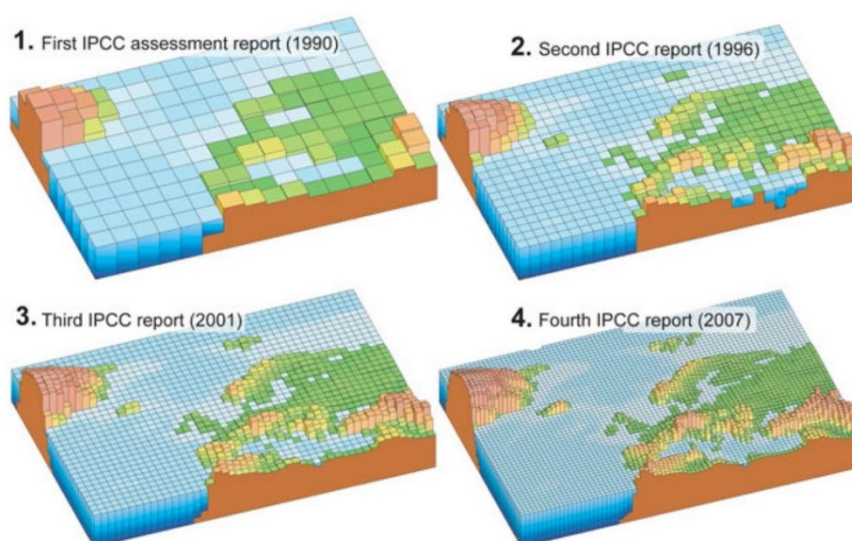 1. First IPCC assessment report (1990)
2. Second IPCC report (1996)
3. Third IPCC report (2001)
4. Fourth IPCC report (2007)